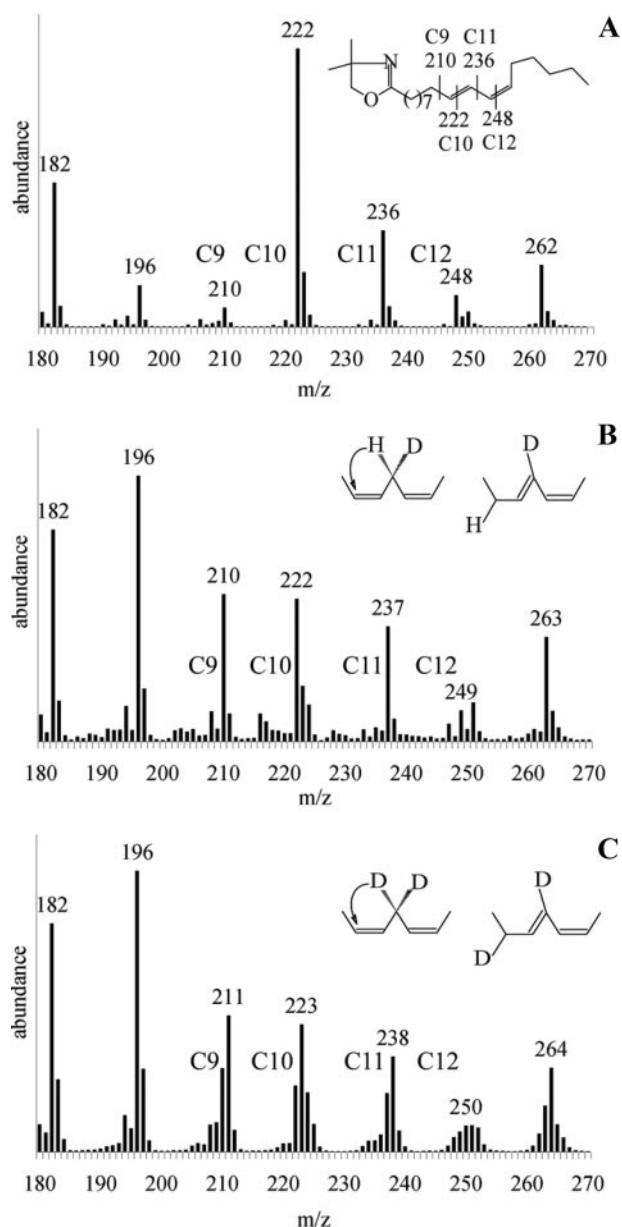 A
222
C9 C11
210 236
N
O
( )7
222 248
C10 C12
182
236
262
196
C9 C10 C11 C12
210
248
abundance
180 190 200 210 220 230 240 250 260 270
m/z
B
196
H D
D
H
182
210 222
237
263
C9 C10 C11 C12
249
abundance
180 190 200 210 220 230 240 250 260 270
m/z
C
196
D D
D
D
182
211 223
238
264
C9 C10 C11 C12
250
abundance
180 190 200 210 220 230 240 250 260 270
m/z